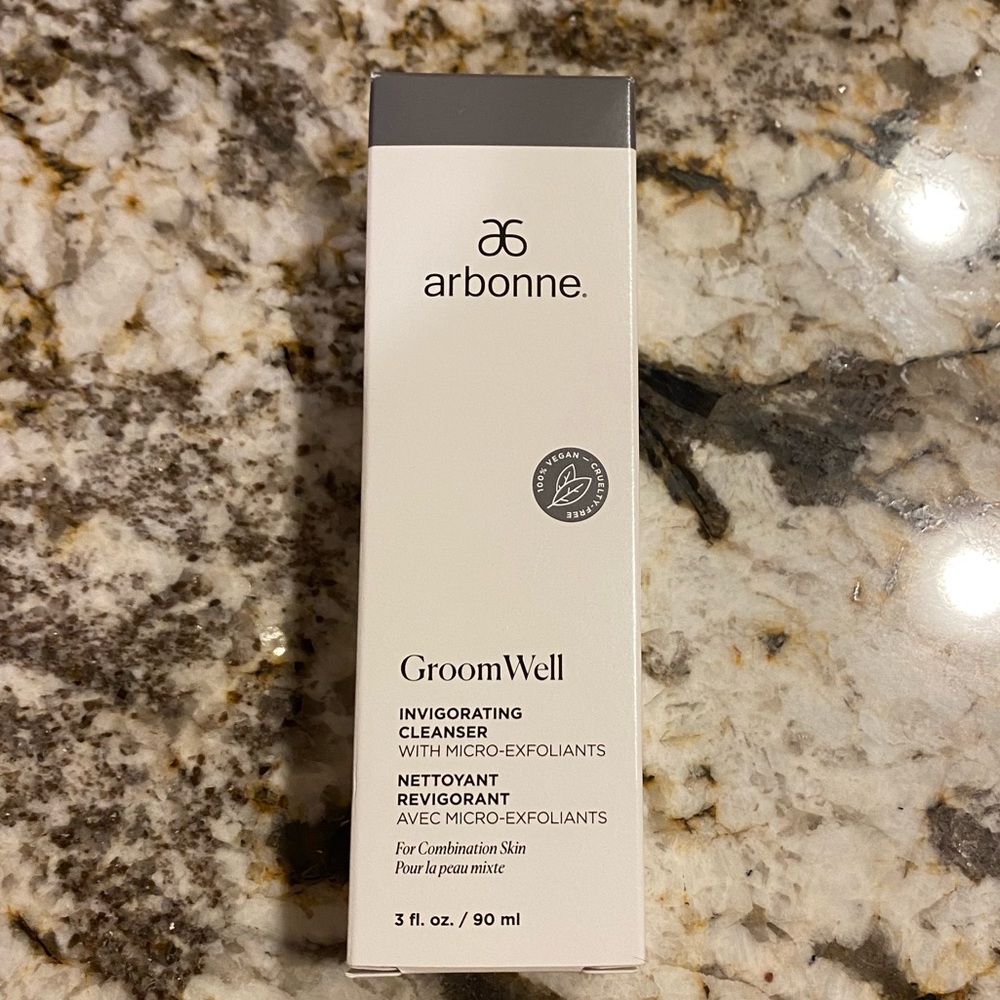 arbonne®
100% VEGAN — CRUELTY-FREE
GroomWell
INVIGORATING
CLEANSER
WITH MICRO-EXFOLIANTS
NETTOYANT
REVIGORANT
AVEC MICRO-EXFOLIANTS
For Combination Skin
Pour la peau mixte
3 fl. oz. / 90 ml